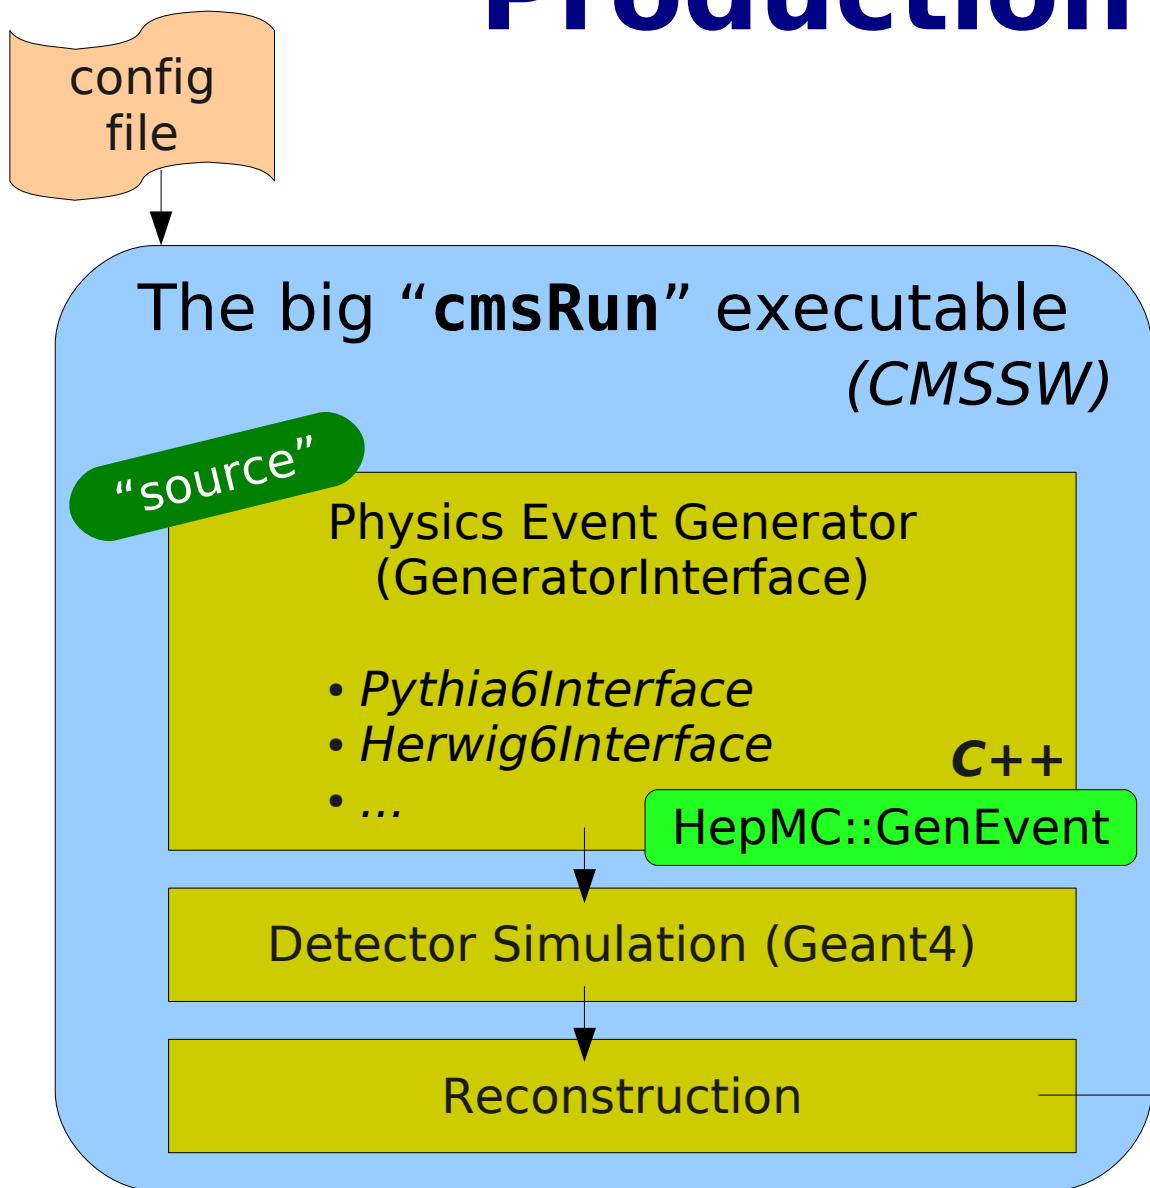 Production
config
file
The big “cmsRun” executable
(CMSSW)
“source”
Physics Event Generator
(GeneratorInterface)
• Pythia6Interface
• Herwig6Interface
• ...
C++
HepMC::GenEvent
Detector Simulation (Geant4)
Reconstruction